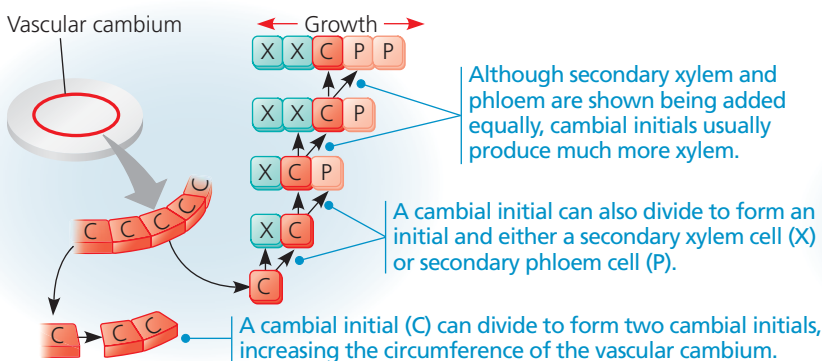 Vascular cambium
Growth
X X C P P
X X C P
X C P
X C
C
C C C C C
C C C
Although secondary xylem and
phloem are shown being added
equally, cambial initials usually
produce much more xylem.
A cambial initial can also divide to form an
initial and either a secondary xylem cell (X)
or secondary phloem cell (P).
A cambial initial (C) can divide to form two cambial initials,
increasing the circumference of the vascular cambium.